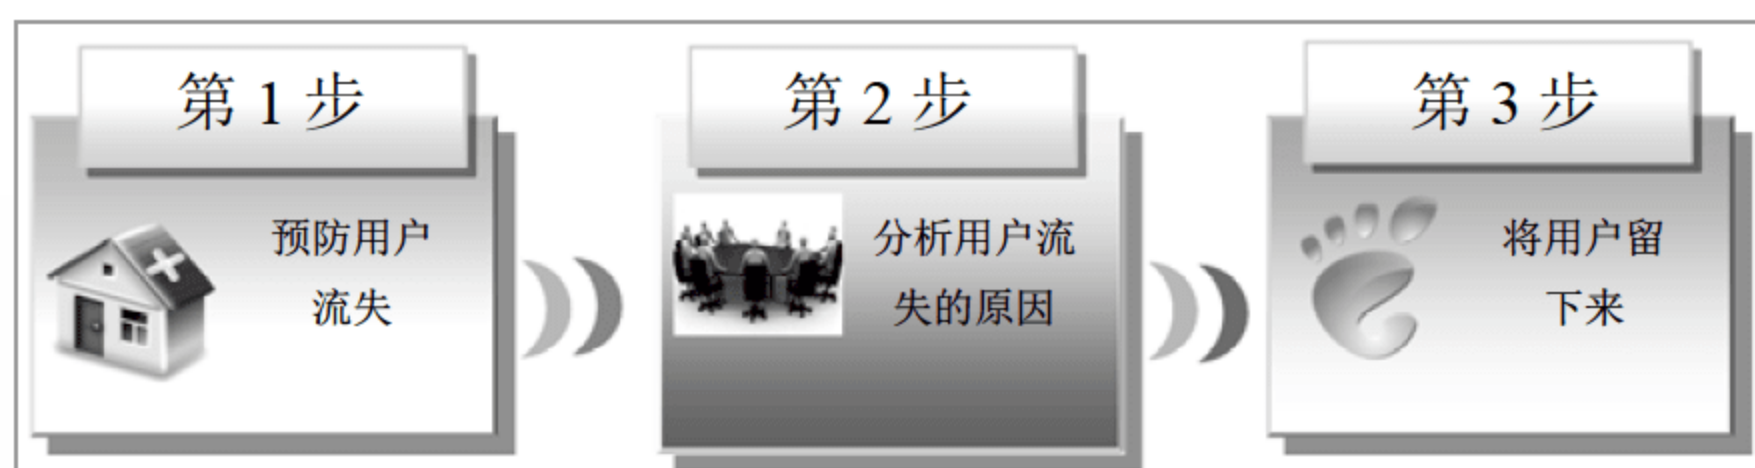 第 1 步
预防用户
流失
第 2 步
分析用户流
失的原因
第 3 步
将用户留
下来